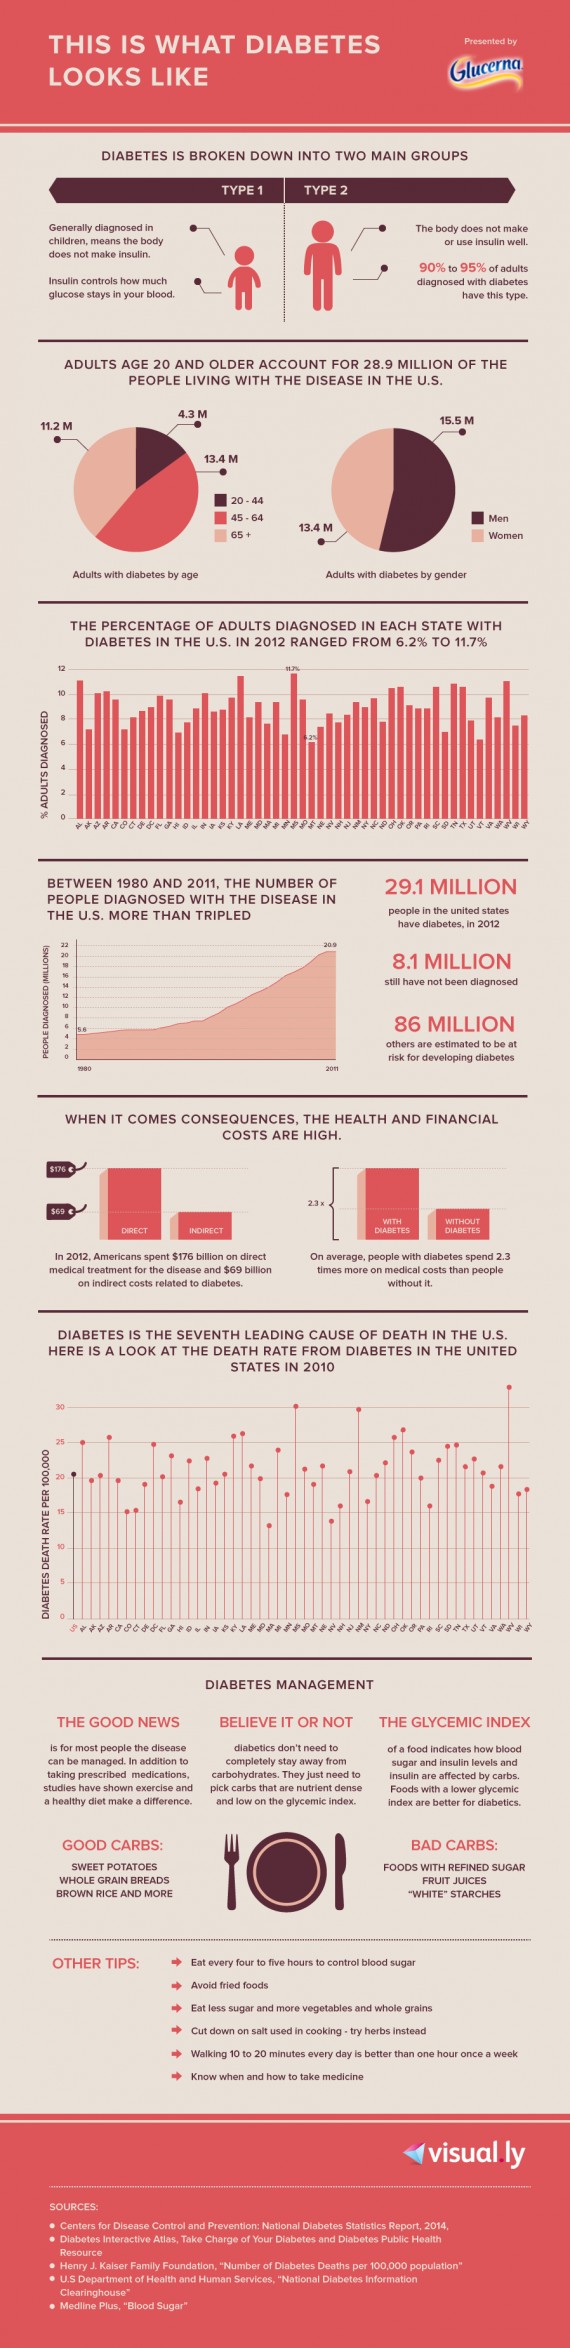 THIS IS WHAT DIABETES
LOOKS LIKE
Presented by
Glucerna
DIABETES IS BROKEN DOWN INTO TWO MAIN GROUPS
TYPE 1
TYPE 2
Generally diagnosed in
children, means the body
does not make insulin.
Insulin controls how much
glucose stays in your blood.
The body does not make
or use insulin well.
90% to 95% of adults
diagnosed with diabetes
have this type.
ADULTS AGE 20 AND OLDER ACCOUNT FOR 28.9 MILLION OF THE
PEOPLE LIVING WITH THE DISEASE IN THE U.S.
4.3 M
11.2 M
13.4 M
20 - 44
45 - 64
65 +
Adults with diabetes by age
15.5 M
13.4 M
Men
Women
Adults with diabetes by gender
THE PERCENTAGE OF ADULTS DIAGNOSED IN EACH STATE WITH
DIABETES IN THE U.S. IN 2012 RANGED FROM 6.2% TO 11.7%
% ADULTS DIAGNOSED
12
10
8
6
4
2
0
11.7%
6.2%
AL AK AZ AR CA CO CT DE DC FL GA HI ID IL IN IA KS KY LA ME MD MA MI MN MS MO MT NE NV NH NJ NM NY NC ND OH OK OR PA RI SC SD TN TX UT VT VA WA WV WI WY
BETWEEN 1980 AND 2011, THE NUMBER OF
PEOPLE DIAGNOSED WITH THE DISEASE IN
THE U.S. MORE THAN TRIPLED
PEOPLE DIAGNOSED (MILLIONS)
22
20
18
16
14
12
10
8
6
4
2
0
5.6
20.9
1980
2011
29.1 MILLION
people in the united states
have diabetes, in 2012
8.1 MILLION
still have not been diagnosed
86 MILLION
others are estimated to be at
risk for developing diabetes
WHEN IT COMES CONSEQUENCES, THE HEALTH AND FINANCIAL
COSTS ARE HIGH.
$176
$69
DIRECT
INDIRECT
In 2012, Americans spent $176 billion on direct
medical treatment for the disease and $69 billion
on indirect costs related to diabetes.
2.3 x
WITH
DIABETES
WITHOUT
DIABETES
On average, people with diabetes spend 2.3
times more on medical costs than people
without it.
DIABETES IS THE SEVENTH LEADING CAUSE OF DEATH IN THE U.S.
HERE IS A LOOK AT THE DEATH RATE FROM DIABETES IN THE UNITED
STATES IN 2010
DIABETES DEATH RATE PER 100,000
30
25
20
15
10
5
0
US AL AK AZ AR CA CO CT DE DC FL GA HI ID IL IN IA KS KY LA ME MD MA MI MN MS MO MT NE NV NH NJ NM NY NC ND OH OK OR PA RI SC SD TN TX UT VT VA WA WV WI WY
DIABETES MANAGEMENT
THE GOOD NEWS
is for most people the disease
can be managed. In addition to
taking prescribed medications,
studies have shown exercise and
a healthy diet make a difference.
BELIEVE IT OR NOT
diabetics don't need to
completely stay away from
carbohydrates. They just need to
pick carbs that are nutrient dense
and low on the glycemic index.
THE GLYCEMIC INDEX
of a food indicates how blood
sugar and insulin levels and
insulin are affected by carbs.
Foods with a lower glycemic
index are better for diabetics.
GOOD CARBS:
SWEET POTATOES
WHOLE GRAIN BREADS
BROWN RICE AND MORE
BAD CARBS:
FOODS WITH REFINED SUGAR
FRUIT JUICES
“WHITE” STARCHES
OTHER TIPS:
Eat every four to five hours to control blood sugar
Avoid fried foods
Eat less sugar and more vegetables and whole grains
Cut down on salt used in cooking - try herbs instead
Walking 10 to 20 minutes every day is better than one hour once a week
Know when and how to take medicine
visual.ly
SOURCES:
Centers for Disease Control and Prevention: National Diabetes Statistics Report, 2014,
Diabetes Interactive Atlas, Take Charge of Your Diabetes and Diabetes Public Health
Resource
Henry J. Kaiser Family Foundation, “Number of Diabetes Deaths per 100,000 population”
U.S Department of Health and Human Services, “National Diabetes Information
Clearinghouse”
Medline Plus, “Blood Sugar”